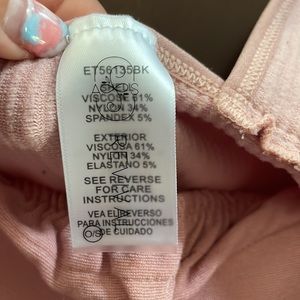 ET56135BK
VISCOSE 61%
NYLON 34%
SPANDEX 5%
EXTERIOR
VISCOSA 61%
NYLON 34%
ELASTANO 5%
SEE REVERSE
FOR CARE
INSTRUCTIONS
VEA EL REVERSO
PARA INSTRUCCIONES
O/S DE CUIDADO